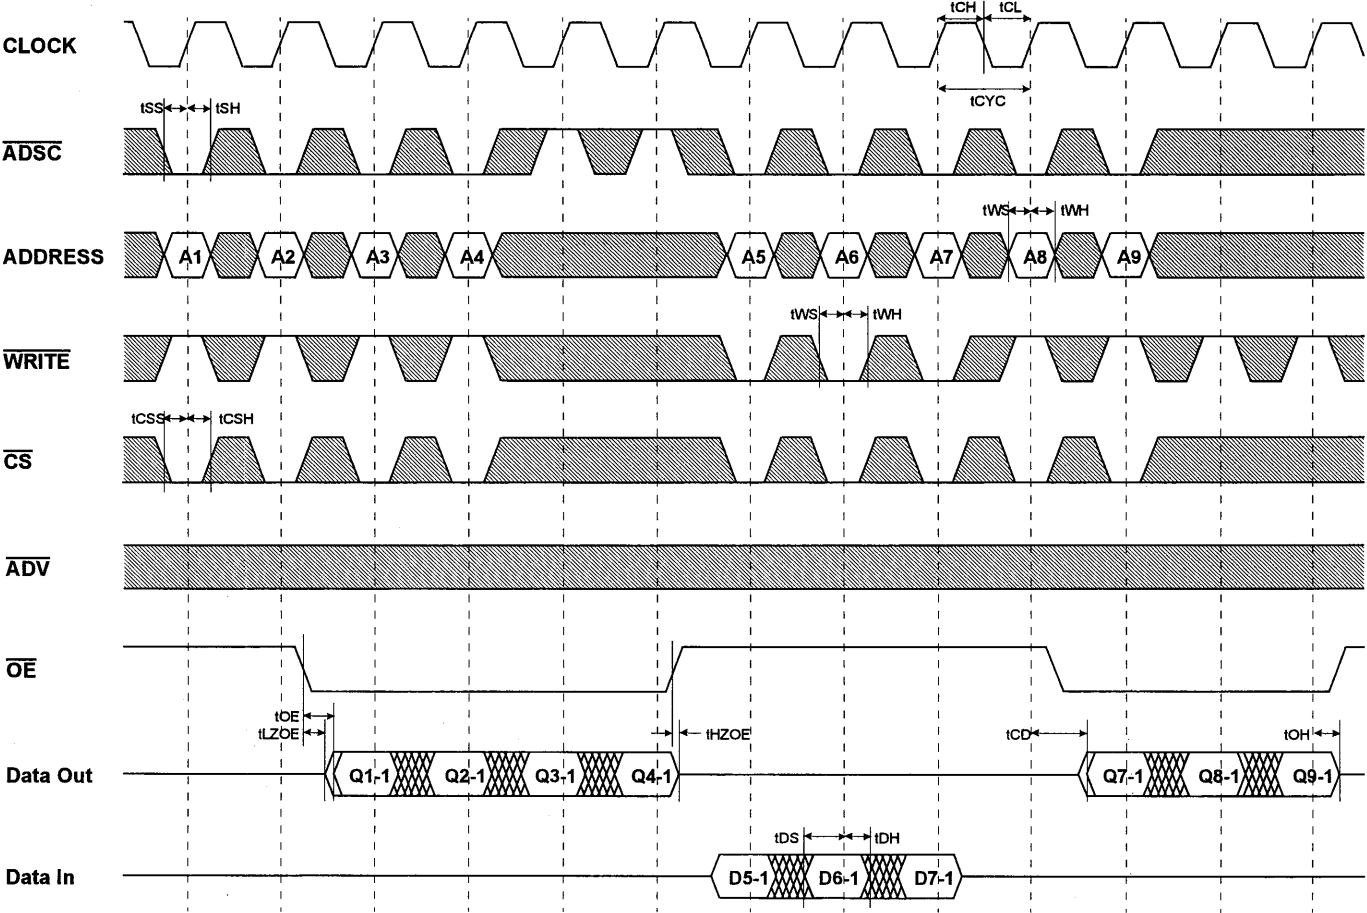 tCH tCL
CLOCK
tCYC
tSS tSH
ADSC
tWS tWH
ADDRESS A1 A2 A3 A4 A5 A6 A7 A8 A9
tWS tWH
WRITE
tCSS tCSH
CS
ADV
OE
tOE
tLZOE tHZOE tCD tOH
Data Out Q1-1 Q2-1 Q3-1 Q4-1 Q7-1 Q8-1 Q9-1
tDS tDH
Data In D5-1 D6-1 D7-1